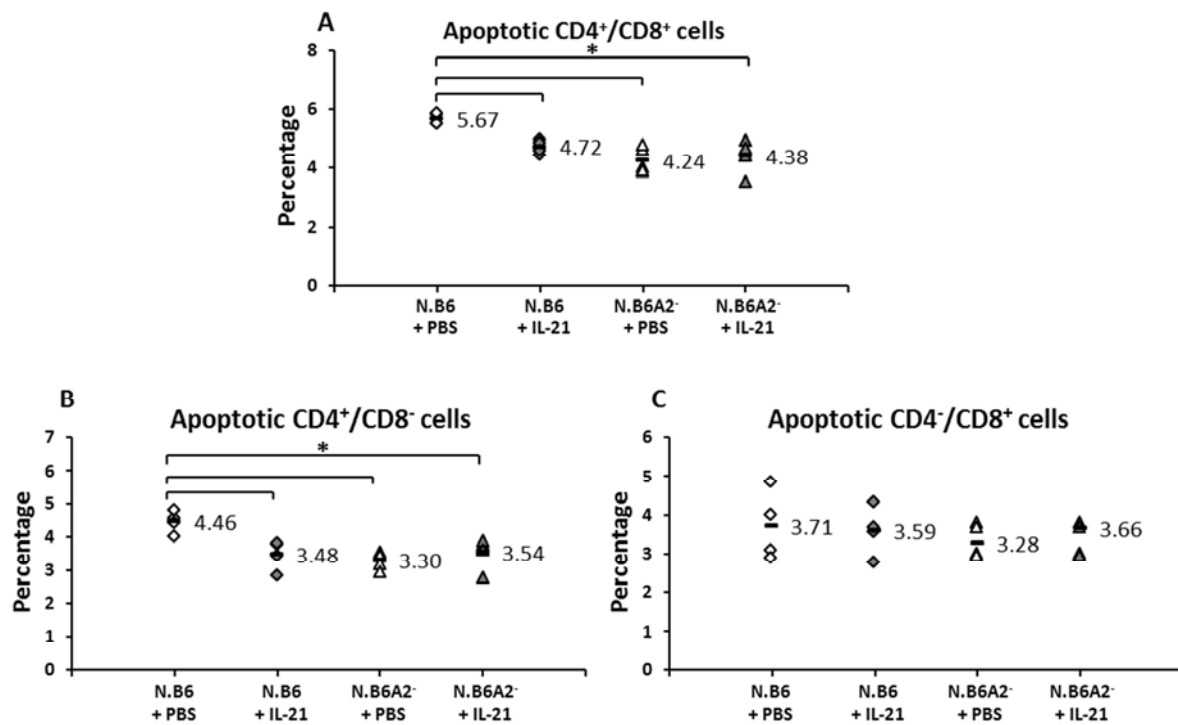 A
Apoptotic CD4⁺/CD8⁺ cells
*
8
6
4
2
0
Percentage
5.67
4.72
4.24
4.38
N.B6 + PBS
N.B6 + IL-21
N.B6A2⁻ + PBS
N.B6A2⁻ + IL-21
B
Apoptotic CD4⁺/CD8⁻ cells
*
7
6
5
4
3
2
1
0
Percentage
4.46
3.48
3.30
3.54
N.B6 + PBS
N.B6 + IL-21
N.B6A2⁻ + PBS
N.B6A2⁻ + IL-21
C
Apoptotic CD4⁻/CD8⁺ cells
6
5
4
3
2
1
0
Percentage
3.71
3.59
3.28
3.66
N.B6 + PBS
N.B6 + IL-21
N.B6A2⁻ + PBS
N.B6A2⁻ + IL-21